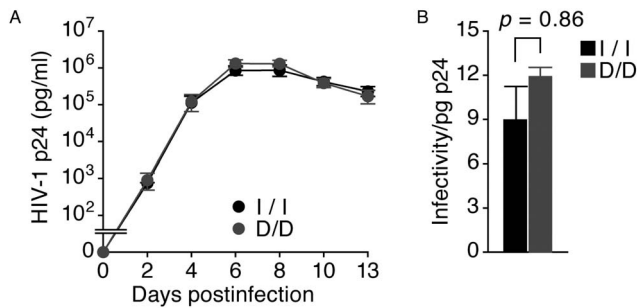 A
HIV-1 p24 (pg/ml)
10⁷
10⁶
10⁵
10⁴
10³
10²
0
I / I
D/D
0 2 4 6 8 10 13
Days postinfection
B
p = 0.86
I / I
D/D
Infectivity/pg p24
15
12
9
6
3
0